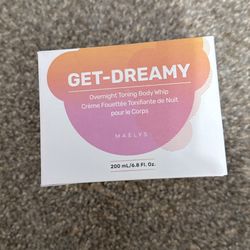 GET-DREAMY
Overnight Toning Body Whip
Crème Fouettée Tonifiante de Nuit
pour le Corps
MAËLYS
200 mL/6.8 Fl. Oz.